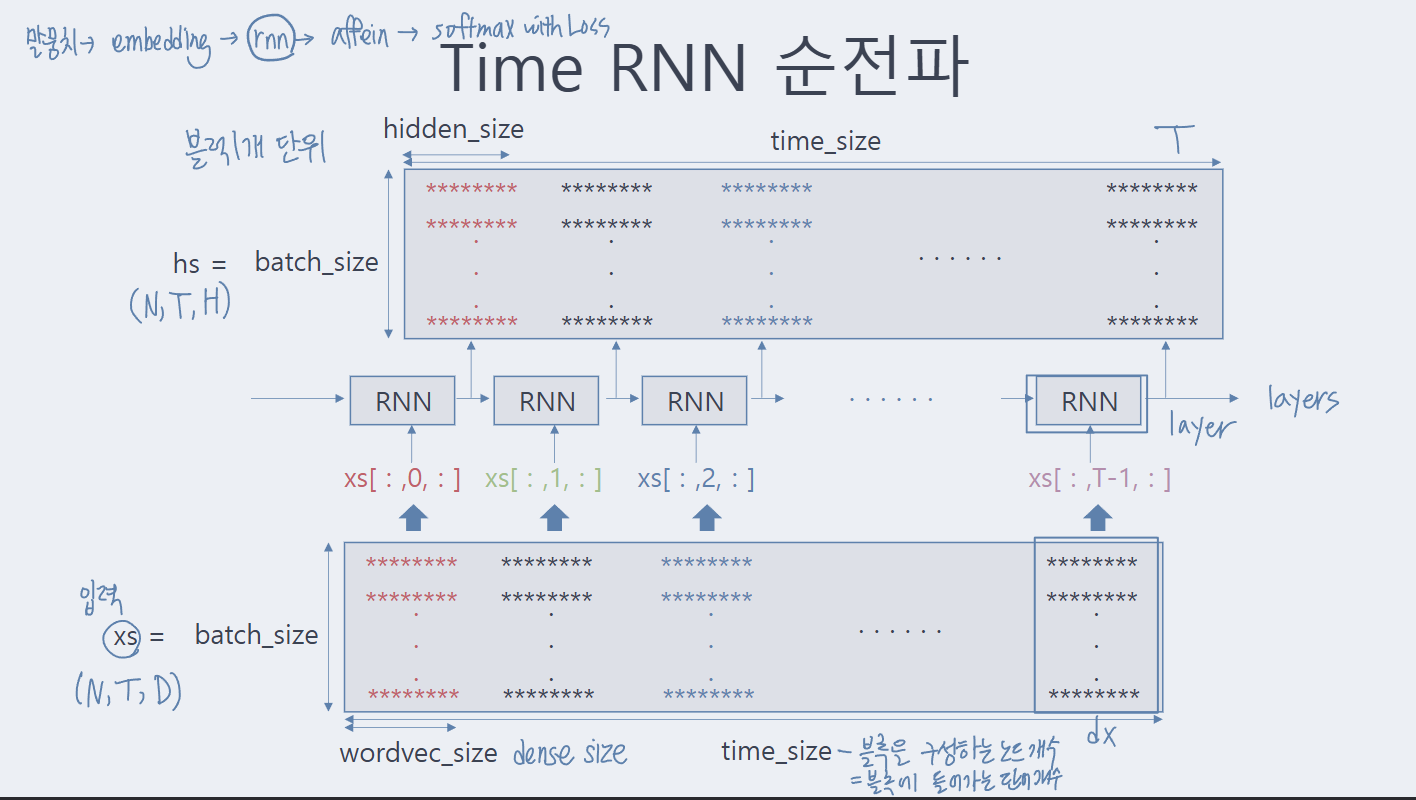 말뭉치→ embedding → rnn → affein → softmax with Loss
Time RNN 순전파
블럭1개 단위
hidden_size
time_size
T
******** ******** ******** ********
******** ******** ******** ********
. . . .
hs = batch_size
. . . . . .
(N, T, H)
. . . .
. . . .
******** ******** ******** ********
RNN RNN RNN . . . . . . RNN
layer
layers
xs[ : ,0, : ] xs[ : ,1, : ] xs[ : ,2, : ] xs[ : ,T-1, : ]
******** ******** ******** ********
******** ******** ******** ********
. . . .
입력
xs = batch_size
. . . . . .
(N, T, D)
. . . .
. . . .
******** ******** ******** ********
dx
wordvec_size dense size
time_size - 블록을 구성하는 노드개수
= 블록에 들어가는 단어개수